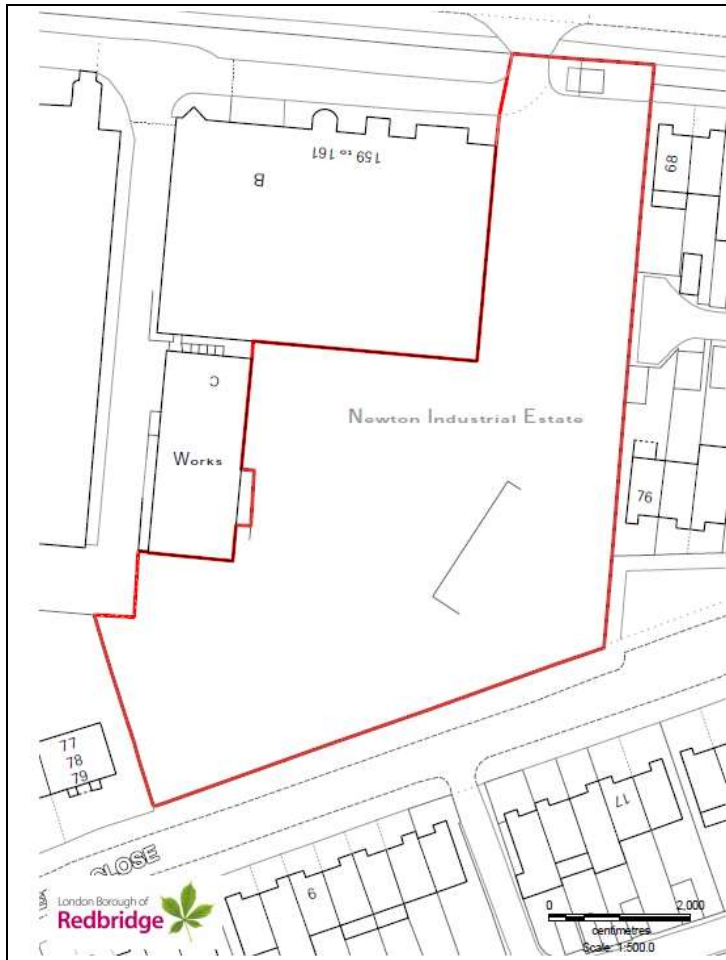 159 to 161
B
68
C
Newton Industrial Estate
Works
76
77
78
79
17
CLOSE
9
London Borough of
Redbridge
0 2,000
centimetres
Scale: 1:500.0